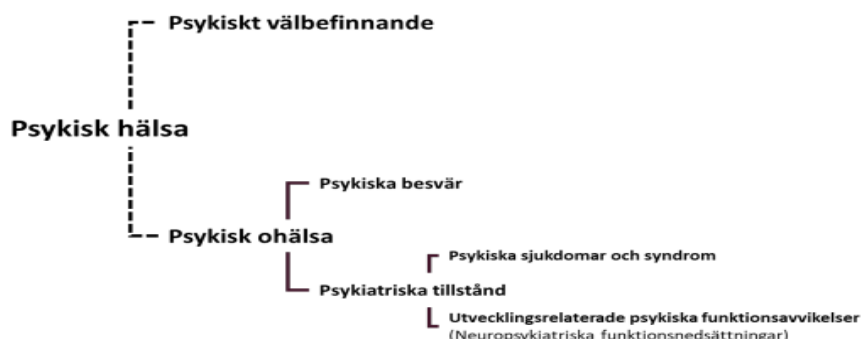 Psykiskt välbefinnande
Psykisk hälsa
Psykiska besvär
Psykisk ohälsa
Psykiska sjukdomar och syndrom
Psykiatriska tillstånd
Utvecklingsrelaterade psykiska funktionsavvikelser
(Neuropsykiatriska funktionsnedsättningar)